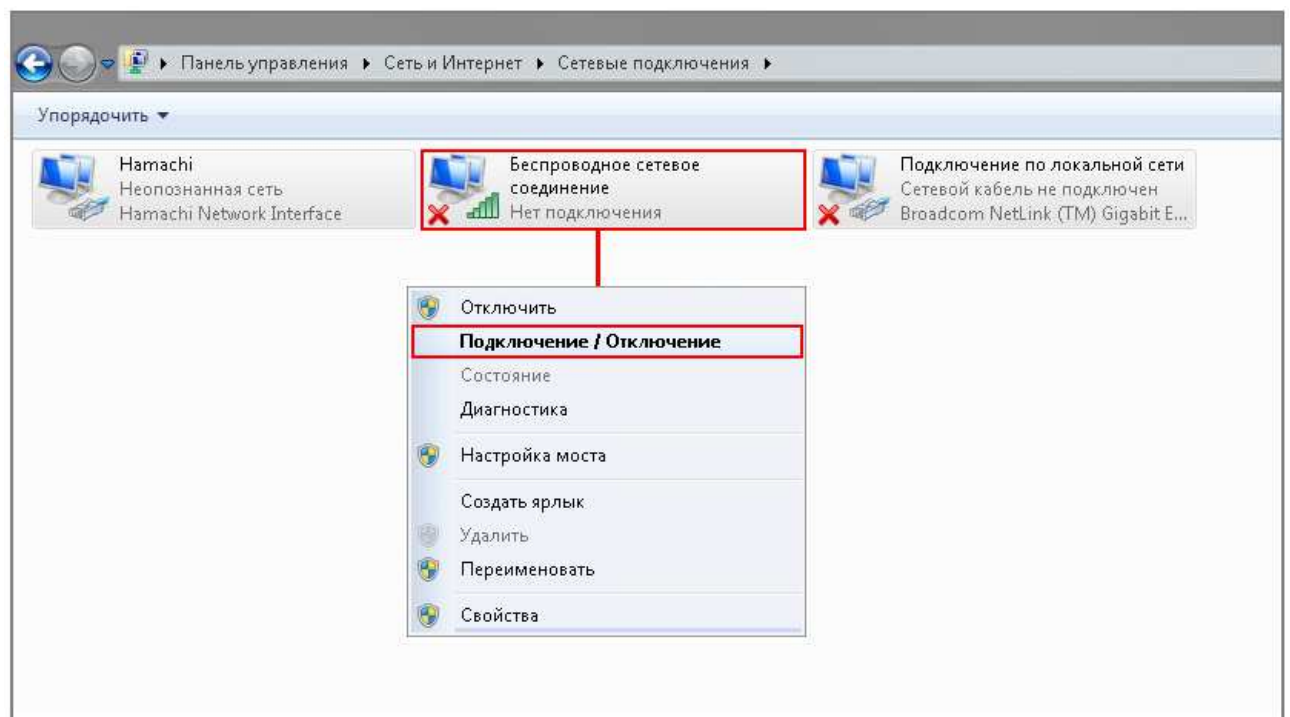 Панель управления ▸ Сеть и Интернет ▸ Сетевые подключения ▸
Упорядочить ▾
Hamachi
Неопознанная сеть
Hamachi Network Interface
Беспроводное сетевое
соединение
Нет подключения
Подключение по локальной сети
Сетевой кабель не подключен
Broadcom NetLink (TM) Gigabit E...
Отключить
Подключение / Отключение
Состояние
Диагностика
Настройка моста
Создать ярлык
Удалить
Переименовать
Свойства